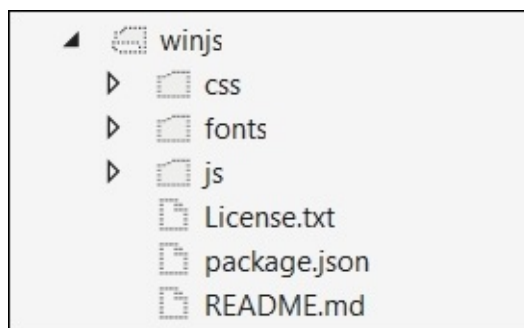 winjs
css
fonts
js
License.txt
package.json
README.md